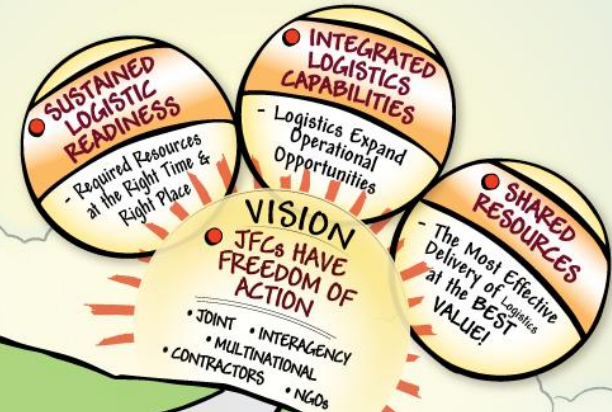 SUSTAINED
LOGISTIC
READINESS
- Required Resources
at the Right Time &
Right Place
INTEGRATED
LOGISTICS
CAPABILITIES
- Logistics Expand
Operational
Opportunities
SHARED
RESOURCES
- The Most Effective
Delivery of Logistics
at the BEST
VALUE!
VISION
JFCs HAVE
FREEDOM OF
ACTION
• JOINT • INTERAGENCY
• MULTINATIONAL
• CONTRACTORS • NGOs